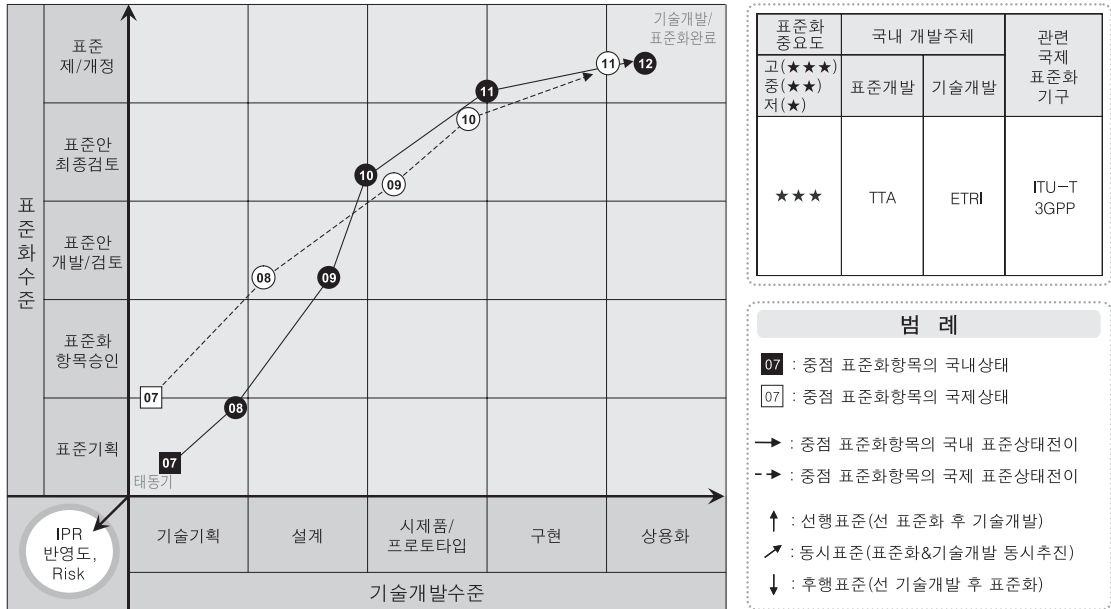 표준화수준
표준
제/개정
표준안
최종검토
표준안
개발/검토
표준화
항목승인
표준기획
기술개발/
표준화완료
11
12
11
10
10
09
08
09
07
08
07
태동기
IPR
반영도,
Risk
기술기획
설계
시제품/
프로토타입
구현
상용화
기술개발수준
표준화
중요도
국내 개발주체
관련
국제
표준화
기구
고(★★★)
중(★★)
저(★)
표준개발
기술개발
★★★
TTA
ETRI
ITU-T
3GPP
범 례
07 : 중점 표준화항목의 국내상태
07 : 중점 표준화항목의 국제상태
: 중점 표준화항목의 국내 표준상태전이
: 중점 표준화항목의 국제 표준상태전이
: 선행표준(선 표준화 후 기술개발)
: 동시표준(표준화&기술개발 동시추진)
: 후행표준(선 기술개발 후 표준화)